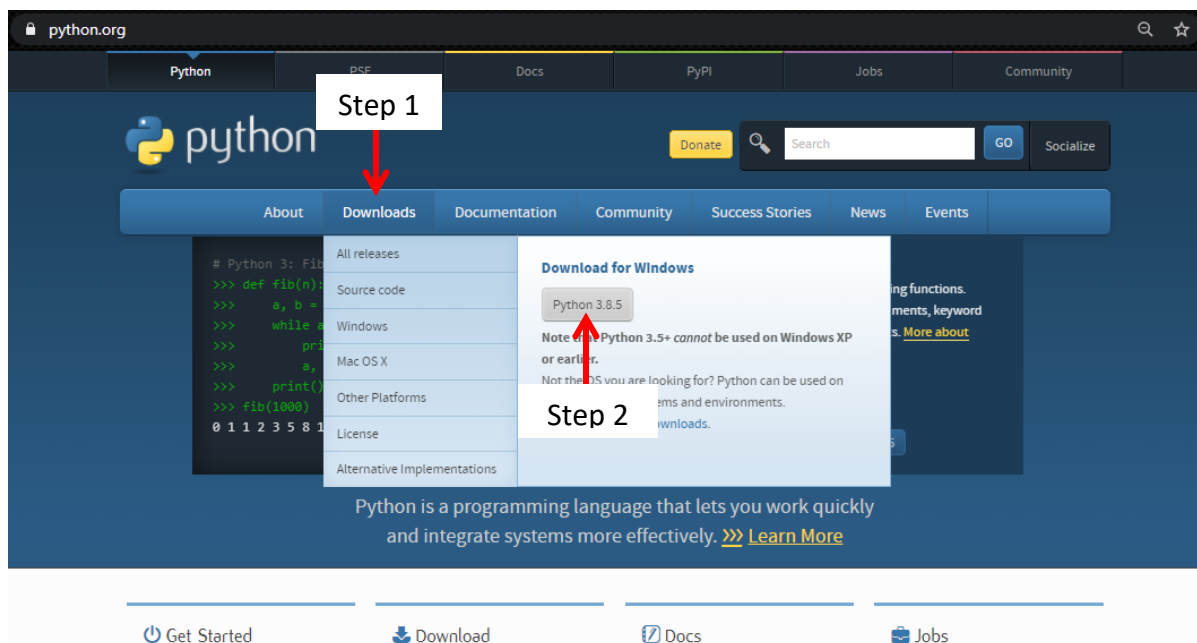 python.org
Python PSF Docs PyPI Jobs Community
Step 1
python
Donate Search GO Socialize
About Downloads Documentation Community Success Stories News Events
# Python 3: Fib
>>> def fib(n):
>>> a, b =
>>> while a
>>> pri
>>> a,
>>> print()
>>> fib(1000)
0 1 1 2 3 5 8 1
All releases
Source code
Windows
Mac OS X
Other Platforms
License
Alternative Implementations
Download for Windows
Python 3.8.5
Note that Python 3.5+ cannot be used on Windows XP
or earlier.
Not the OS you are looking for? Python can be used on
ems and environments.
ownloads.
Step 2
ing functions.
ments, keyword
s. More about
Python is a programming language that lets you work quickly
and integrate systems more effectively. >>> Learn More
Get Started Download Docs Jobs